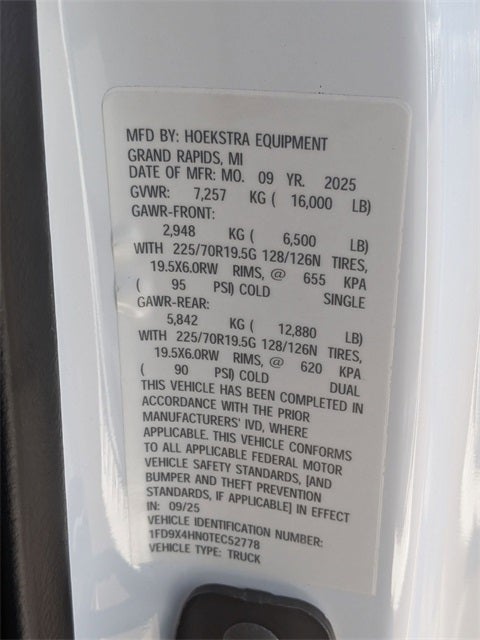 MFD BY: HOEKSTRA EQUIPMENT
GRAND RAPIDS, MI
DATE OF MFR: MO. 09 YR. 2025
GVWR: 7,257 KG ( 16,000 LB)
GAWR-FRONT:
2,948 KG ( 6,500 LB)
WITH 225/70R19.5G 128/126N TIRES,
19.5X6.0RW RIMS, @ 655 KPA
( 95 PSI) COLD SINGLE
GAWR-REAR:
5,842 KG ( 12,880 LB)
WITH 225/70R19.5G 128/126N TIRES,
19.5X6.0RW RIMS, @ 620 KPA
( 90 PSI) COLD DUAL
THIS VEHICLE HAS BEEN COMPLETED IN
ACCORDANCE WITH THE PRIOR
MANUFACTURERS' IVD, WHERE
APPLICABLE. THIS VEHICLE CONFORMS
TO ALL APPLICABLE FEDERAL MOTOR
VEHICLE SAFETY STANDARDS, [AND
BUMPER AND THEFT PREVENTION
STANDARDS, IF APPLICABLE] IN EFFECT
IN: 09/25
VEHICLE IDENTIFICATION NUMBER:
1FD9X4HN0TEC52778
VEHICLE TYPE: TRUCK